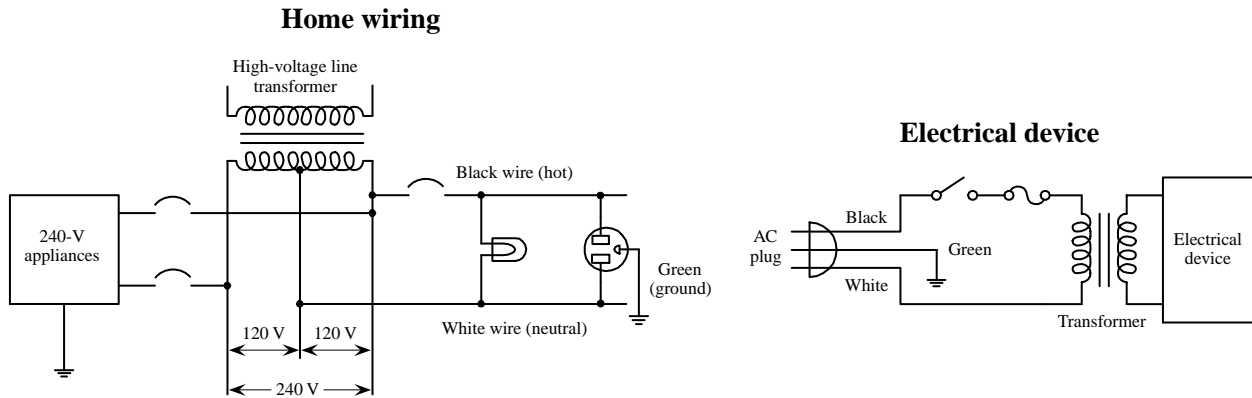 Home wiring
High-voltage line
transformer
Black wire (hot)
240-V
appliances
Green
(ground)
White wire (neutral)
120 V
120 V
240 V
Electrical device
Black
AC
plug
Green
White
Electrical
device
Transformer